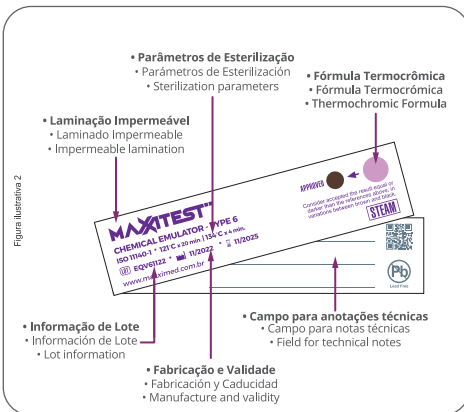 • Parâmetros de Esterilização
• Parámetros de Esterilización
• Sterilization parameters
• Fórmula Termocrômica
• Fórmula Termocrómica
• Thermochromic Formula
• Laminação Impermeável
• Laminado Impermeable
• Impermeable lamination
Figura ilustrativa 2
APPROVED
Consider accepted the result equal or
darker than the references above, in
variations between brown and black.
STEAM
MAXXITEST
CHEMICAL EMULATOR - TYPE 6
ISO 11140-1 • 121°C x 20 min | 134°C x 4 min.
LOT EQV61122 • 11/2022 • 11/2025
www.maxximed.com.br
Pb
Lead Free
• Informação de Lote
• Información de Lote
• Lot information
• Campo para anotações técnicas
• Campo para notas técnicas
• Field for technical notes
• Fabricação e Validade
• Fabricación y Caducidad
• Manufacture and validity